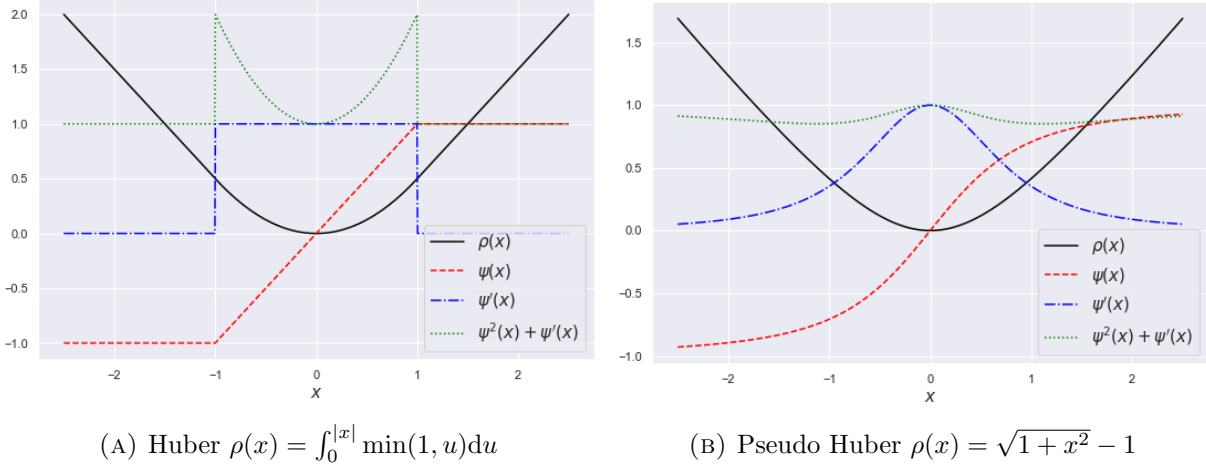 2.0
1.5
1.0
0.5
0.0
−0.5
−1.0
−2
−1
0
1
2
x
ρ(x)
ψ(x)
ψ′(x)
ψ²(x) + ψ′(x)
1.5
1.0
0.5
0.0
−0.5
−1.0
−2
−1
0
1
2
x
ρ(x)
ψ(x)
ψ′(x)
ψ²(x) + ψ′(x)
(A) Huber ρ(x) = ∫₀^|x| min(1, u)du
(B) Pseudo Huber ρ(x) = √(1 + x²) − 1